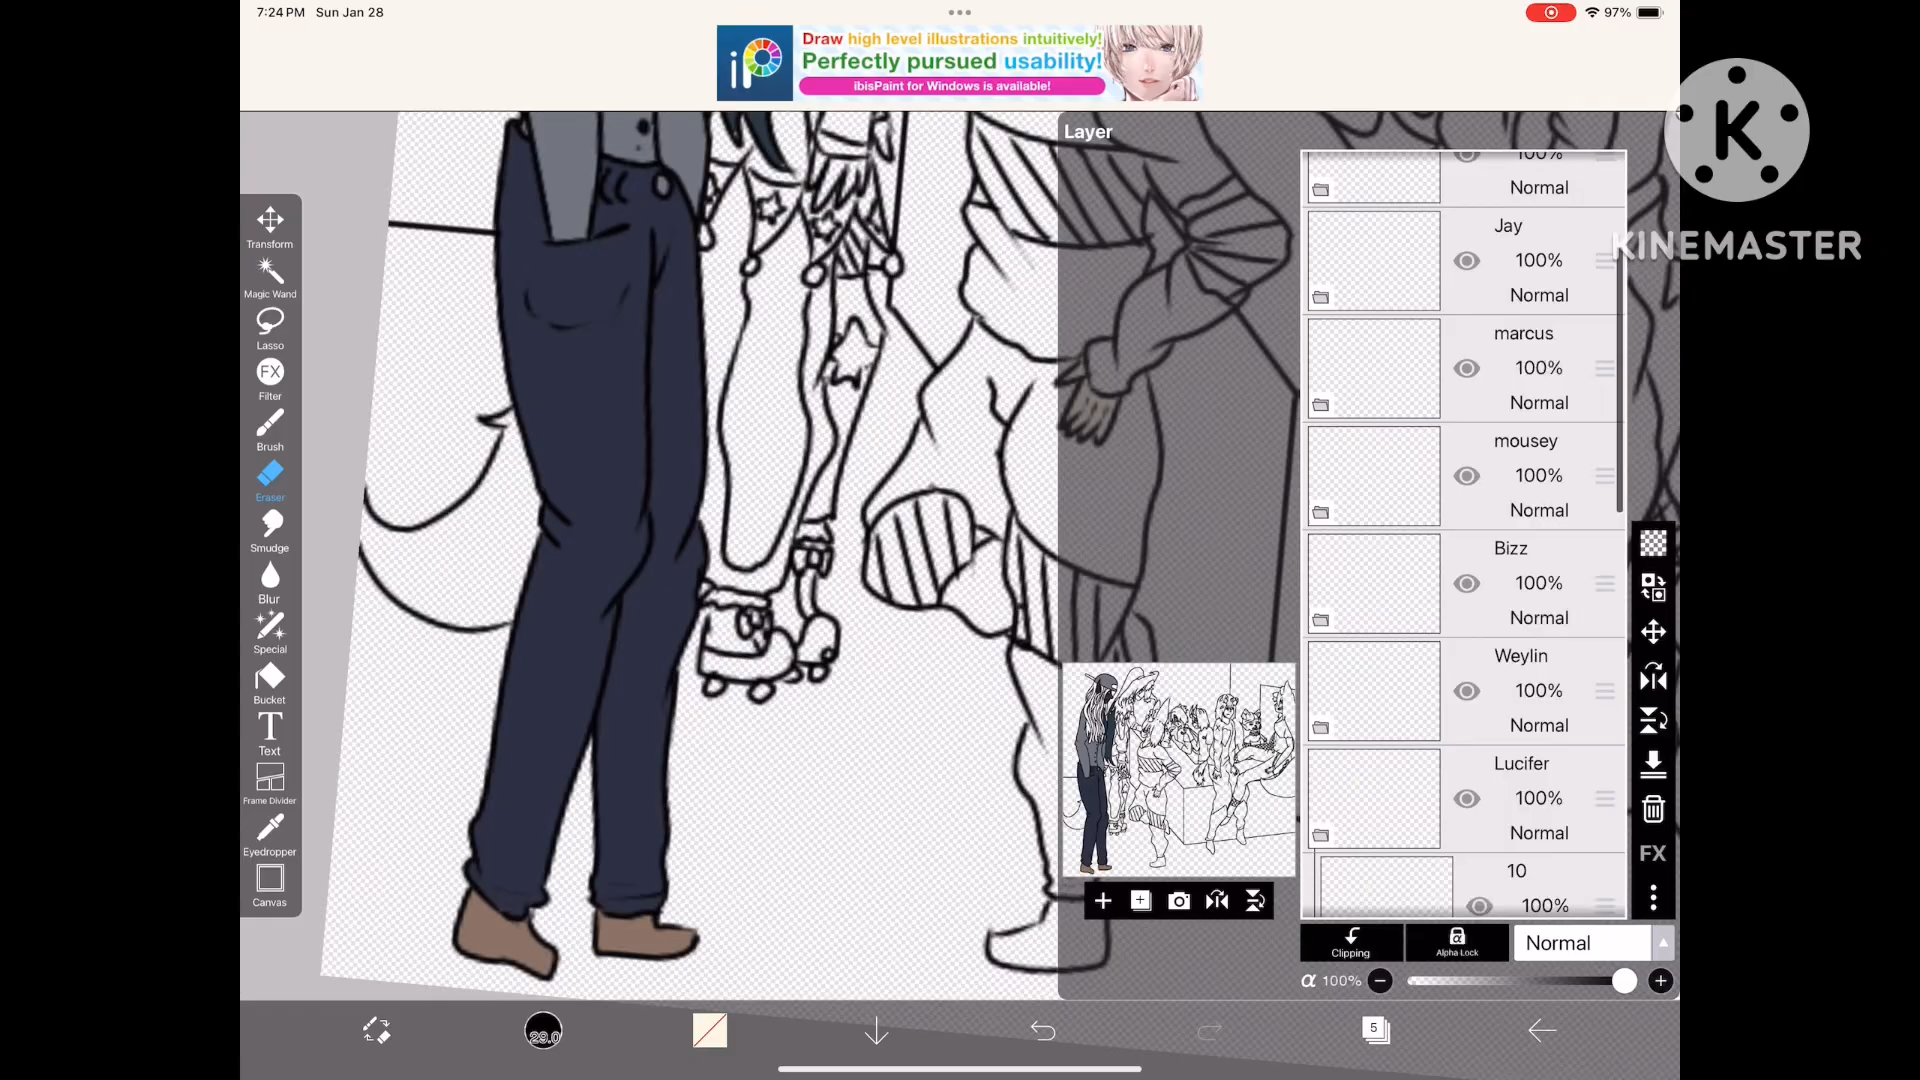 7:24 PM Sun Jan 28
97%
iP
Draw high level illustrations intuitively!
Perfectly pursued usability!
ibisPaint for Windows is available!
K
KINEMASTER
Layer
100%
Normal
Jay
100%
Normal
marcus
100%
Normal
mousey
100%
Normal
Bizz
100%
Normal
Weylin
100%
Normal
Lucifer
100%
Normal
10
100%
Transform
Magic Wand
Lasso
FX
Filter
Brush
Eraser
Smudge
Blur
Special
Bucket
T
Text
Frame Divider
Eyedropper
Canvas
FX
Clipping
α
Alpha Lock
Normal
α 100%
29.0
5